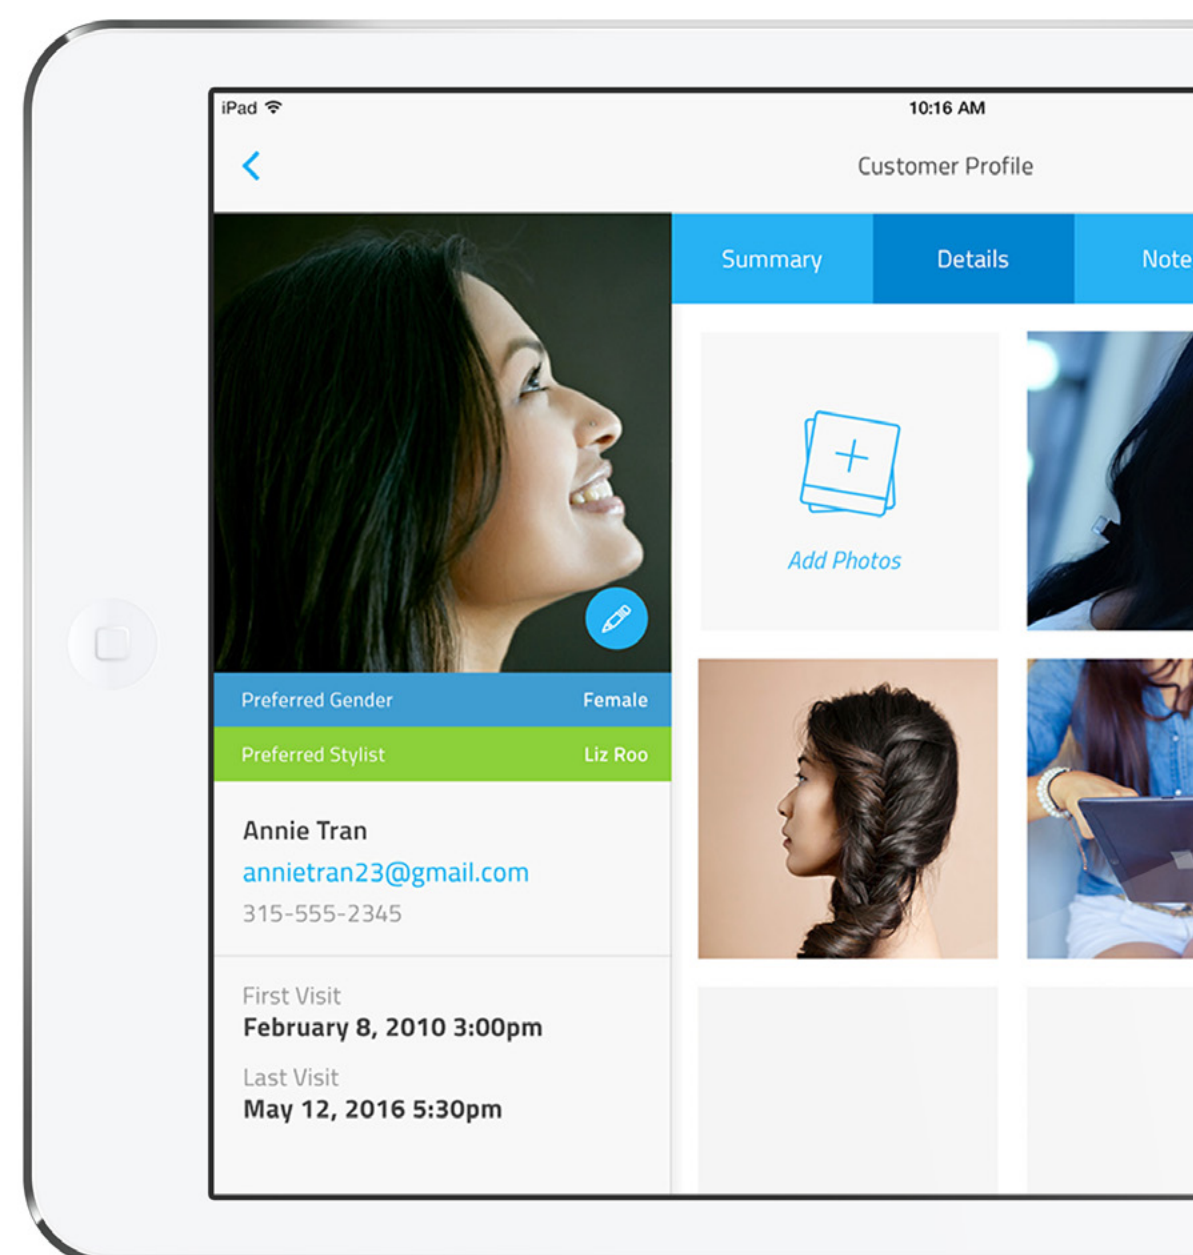 iPad
10:16 AM
Customer Profile
Summary
Details
Note
Add Photos
Preferred Gender Female
Preferred Stylist Liz Roo
Annie Tran
annietran23@gmail.com
315-555-2345
First Visit
February 8, 2010 3:00pm
Last Visit
May 12, 2016 5:30pm